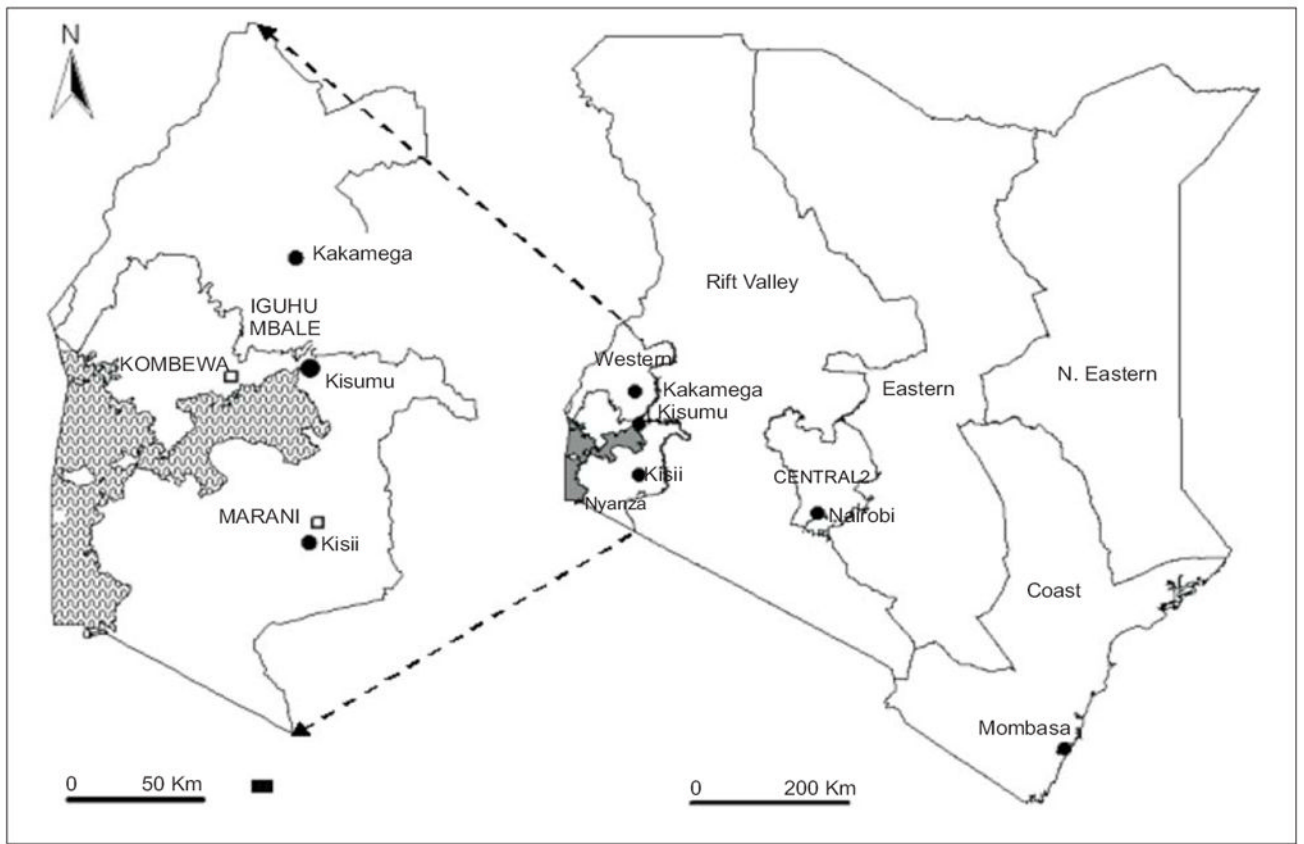 N
Kakamega
IGUHU
MBALE
KOMBEWA
Kisumu
MARANI
Kisii
0 50 Km
Rift Valley
Western
Kakamega
Kisumu
Eastern
N. Eastern
Kisii
CENTRAL2
Nyanza
Nairobi
Coast
Mombasa
0 200 Km